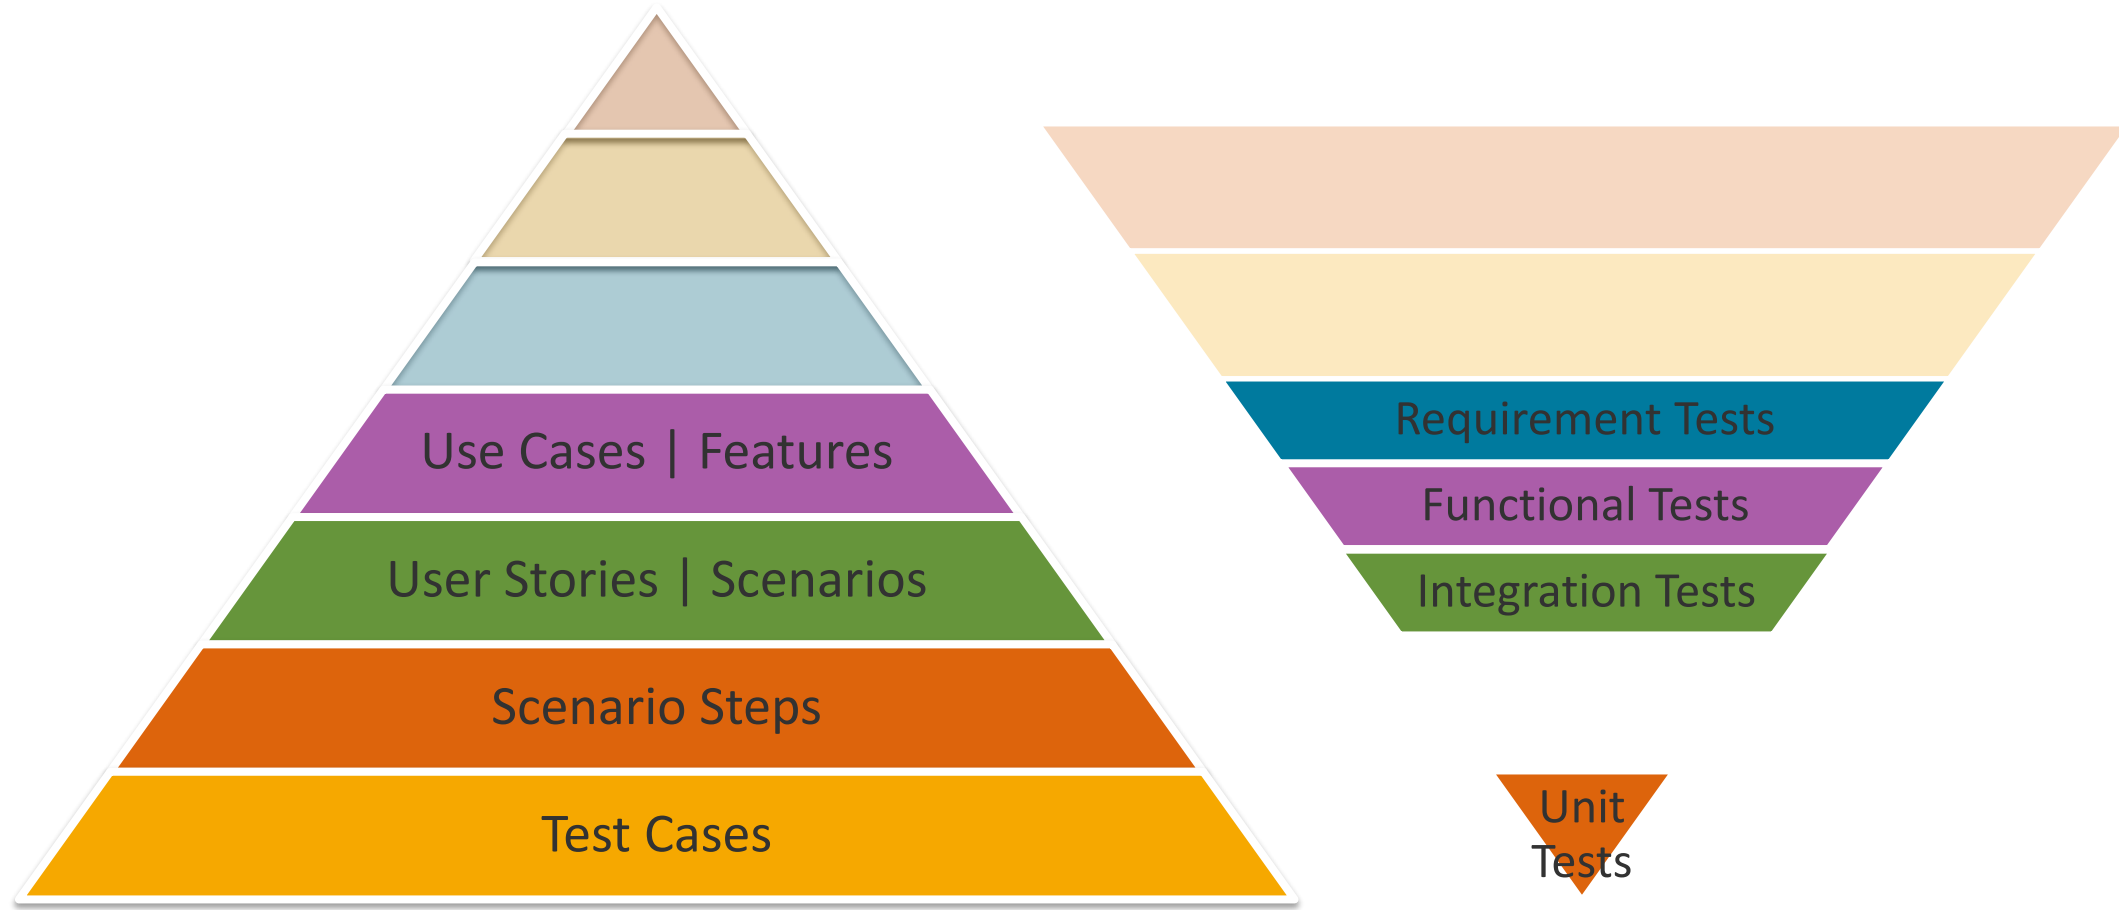 Use Cases | Features
User Stories | Scenarios
Scenario Steps
Test Cases
Requirement Tests
Functional Tests
Integration Tests
Unit
Tests